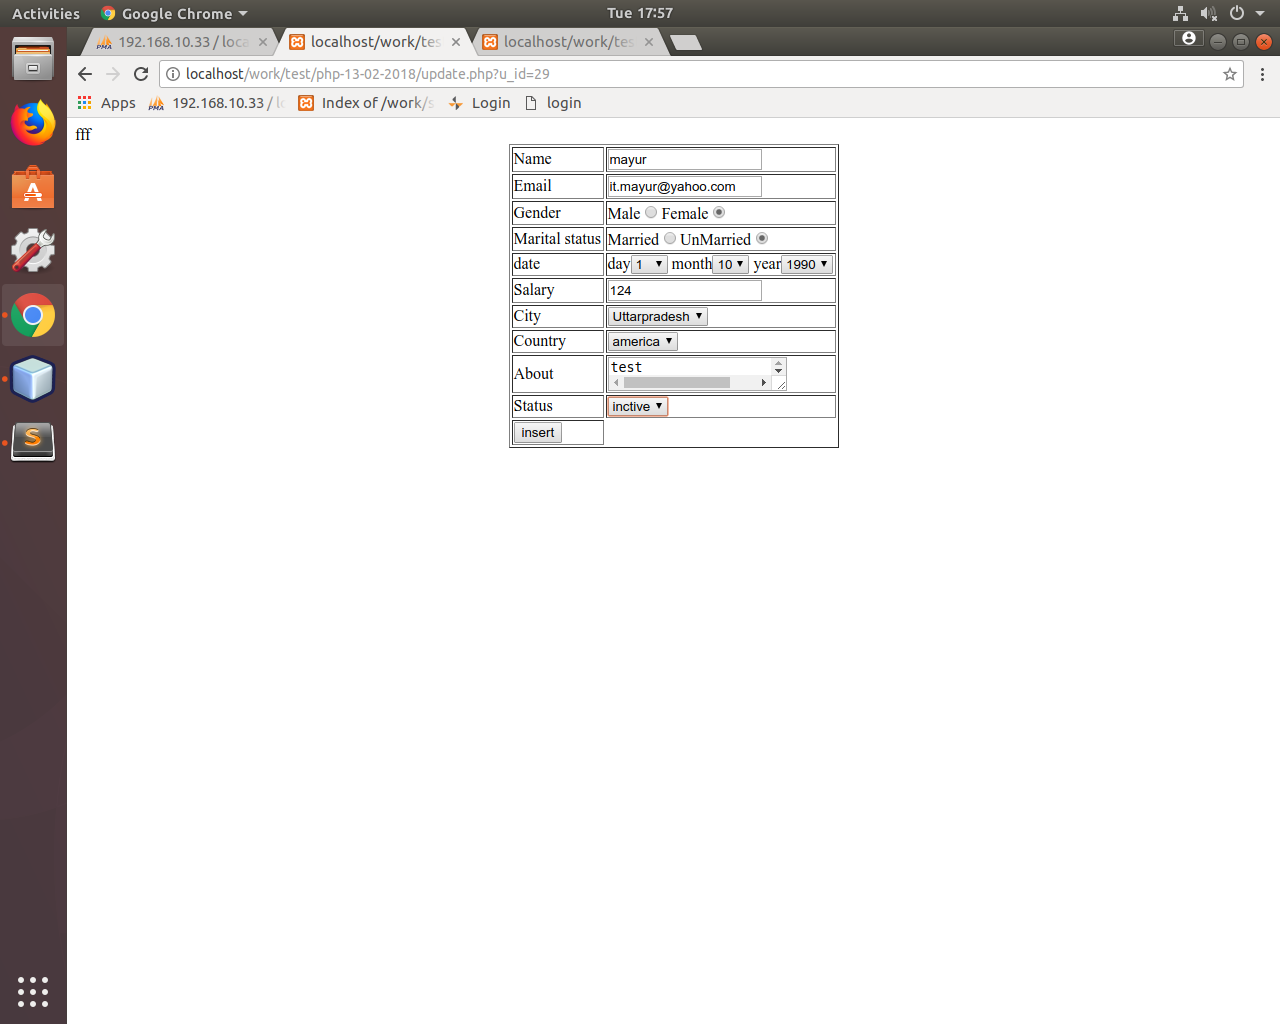 Activities Google Chrome Tue 17:57
192.168.10.33 / loca localhost/work/tes localhost/work/tes
localhost/work/test/php-13-02-2018/update.php?u_id=29
Apps 192.168.10.33 / lo Index of /work/s Login login
fff
Name mayur
Email it.mayur@yahoo.com
Gender Male Female
Marital status Married UnMarried
date day 1 month 10 year 1990
Salary 124
City Uttarpradesh
Country america
About test
Status inctive
insert